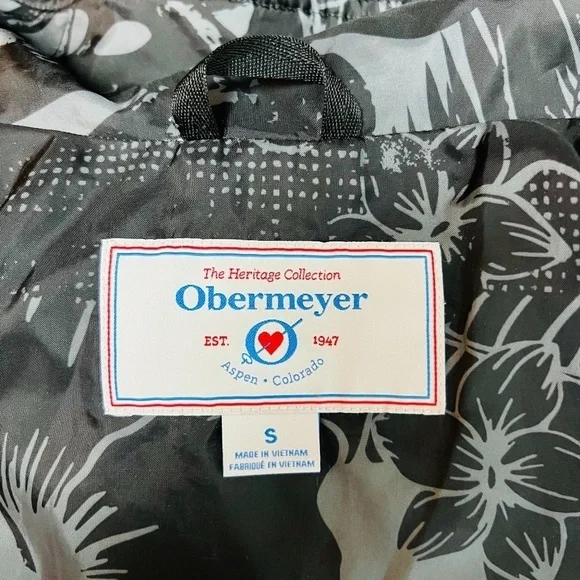 The Heritage Collection
Obermeyer
EST. 1947
Aspen • Colorado
S
MADE IN VIETNAM
FABRIQUÉ EN VIETNAM